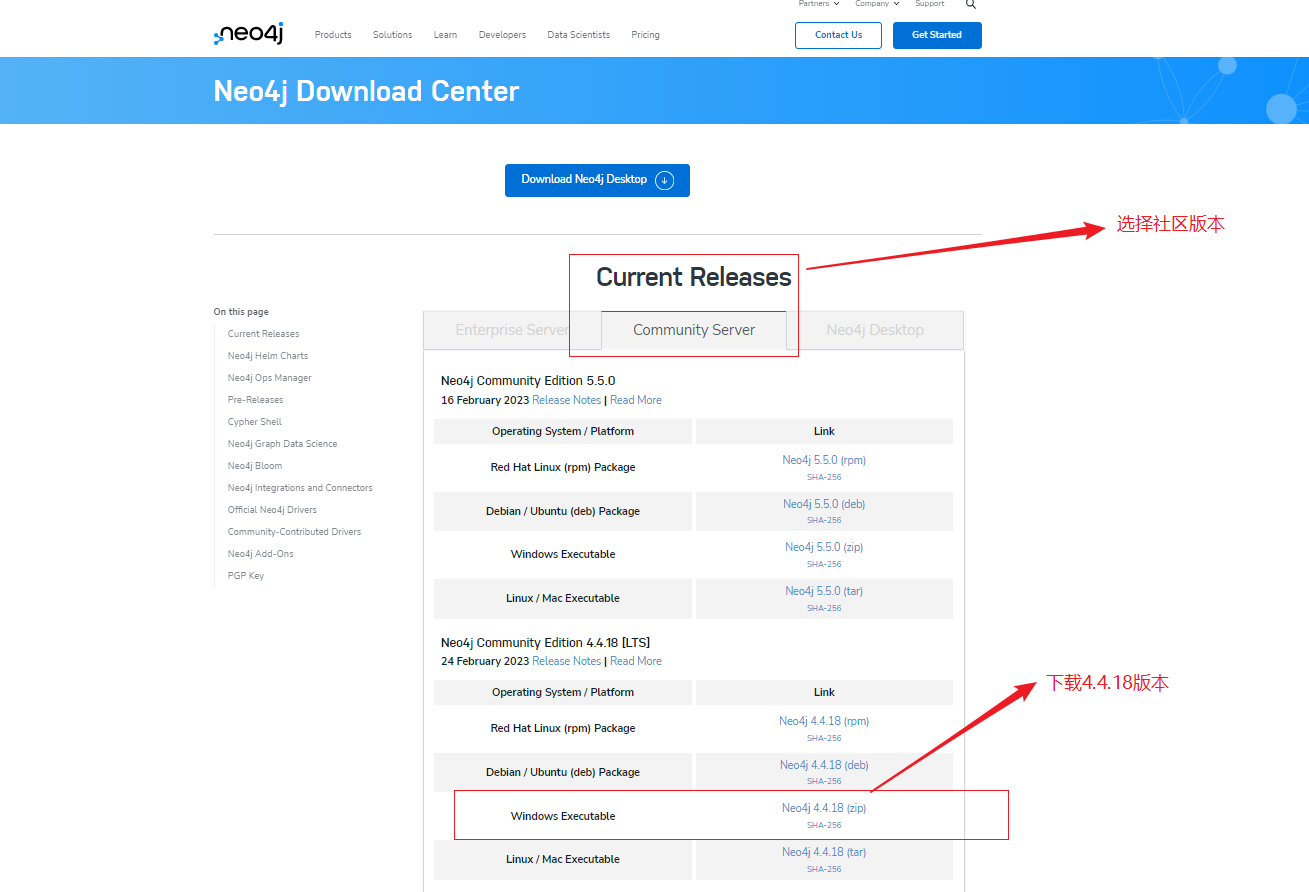 Partners
Company
Support
neo4j
Products
Solutions
Learn
Developers
Data Scientists
Pricing
Contact Us
Get Started
Neo4j Download Center
Download Neo4j Desktop
选择社区版本
Current Releases
On this page
Current Releases
Neo4j Helm Charts
Neo4j Ops Manager
Pre-Releases
Cypher Shell
Neo4j Graph Data Science
Neo4j Bloom
Neo4j Integrations and Connectors
Official Neo4j Drivers
Community-Contributed Drivers
Neo4j Add-Ons
PGP Key
Enterprise Server
Community Server
Neo4j Desktop
Neo4j Community Edition 5.5.0
16 February 2023 Release Notes | Read More
Operating System / Platform
Link
Red Hat Linux (rpm) Package
Neo4j 5.5.0 (rpm)
SHA-256
Debian / Ubuntu (deb) Package
Neo4j 5.5.0 (deb)
SHA-256
Windows Executable
Neo4j 5.5.0 (zip)
SHA-256
Linux / Mac Executable
Neo4j 5.5.0 (tar)
SHA-256
Neo4j Community Edition 4.4.18 [LTS]
24 February 2023 Release Notes | Read More
下载4.4.18版本
Operating System / Platform
Link
Red Hat Linux (rpm) Package
Neo4j 4.4.18 (rpm)
SHA-256
Debian / Ubuntu (deb) Package
Neo4j 4.4.18 (deb)
SHA-256
Windows Executable
Neo4j 4.4.18 (zip)
SHA-256
Linux / Mac Executable
Neo4j 4.4.18 (tar)
SHA-256